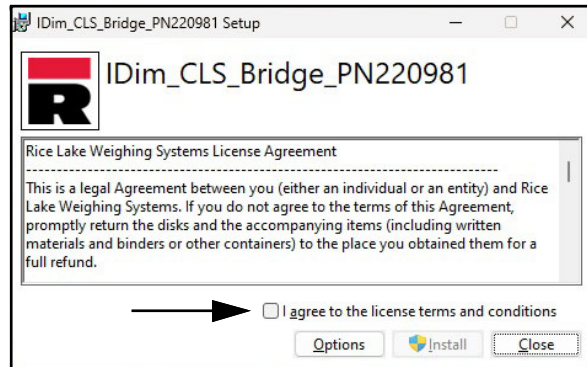 IDim_CLS_Bridge_PN220981 Setup
IDim_CLS_Bridge_PN220981
Rice Lake Weighing Systems License Agreement
--------------------------------------------------------------------------------
This is a legal Agreement between you (either an individual or an entity) and Rice
Lake Weighing Systems. If you do not agree to the terms of this Agreement,
promptly return the disks and the accompanying items (including written
materials and binders or other containers) to the place you obtained them for a
full refund.
I agree to the license terms and conditions
Options Install Close